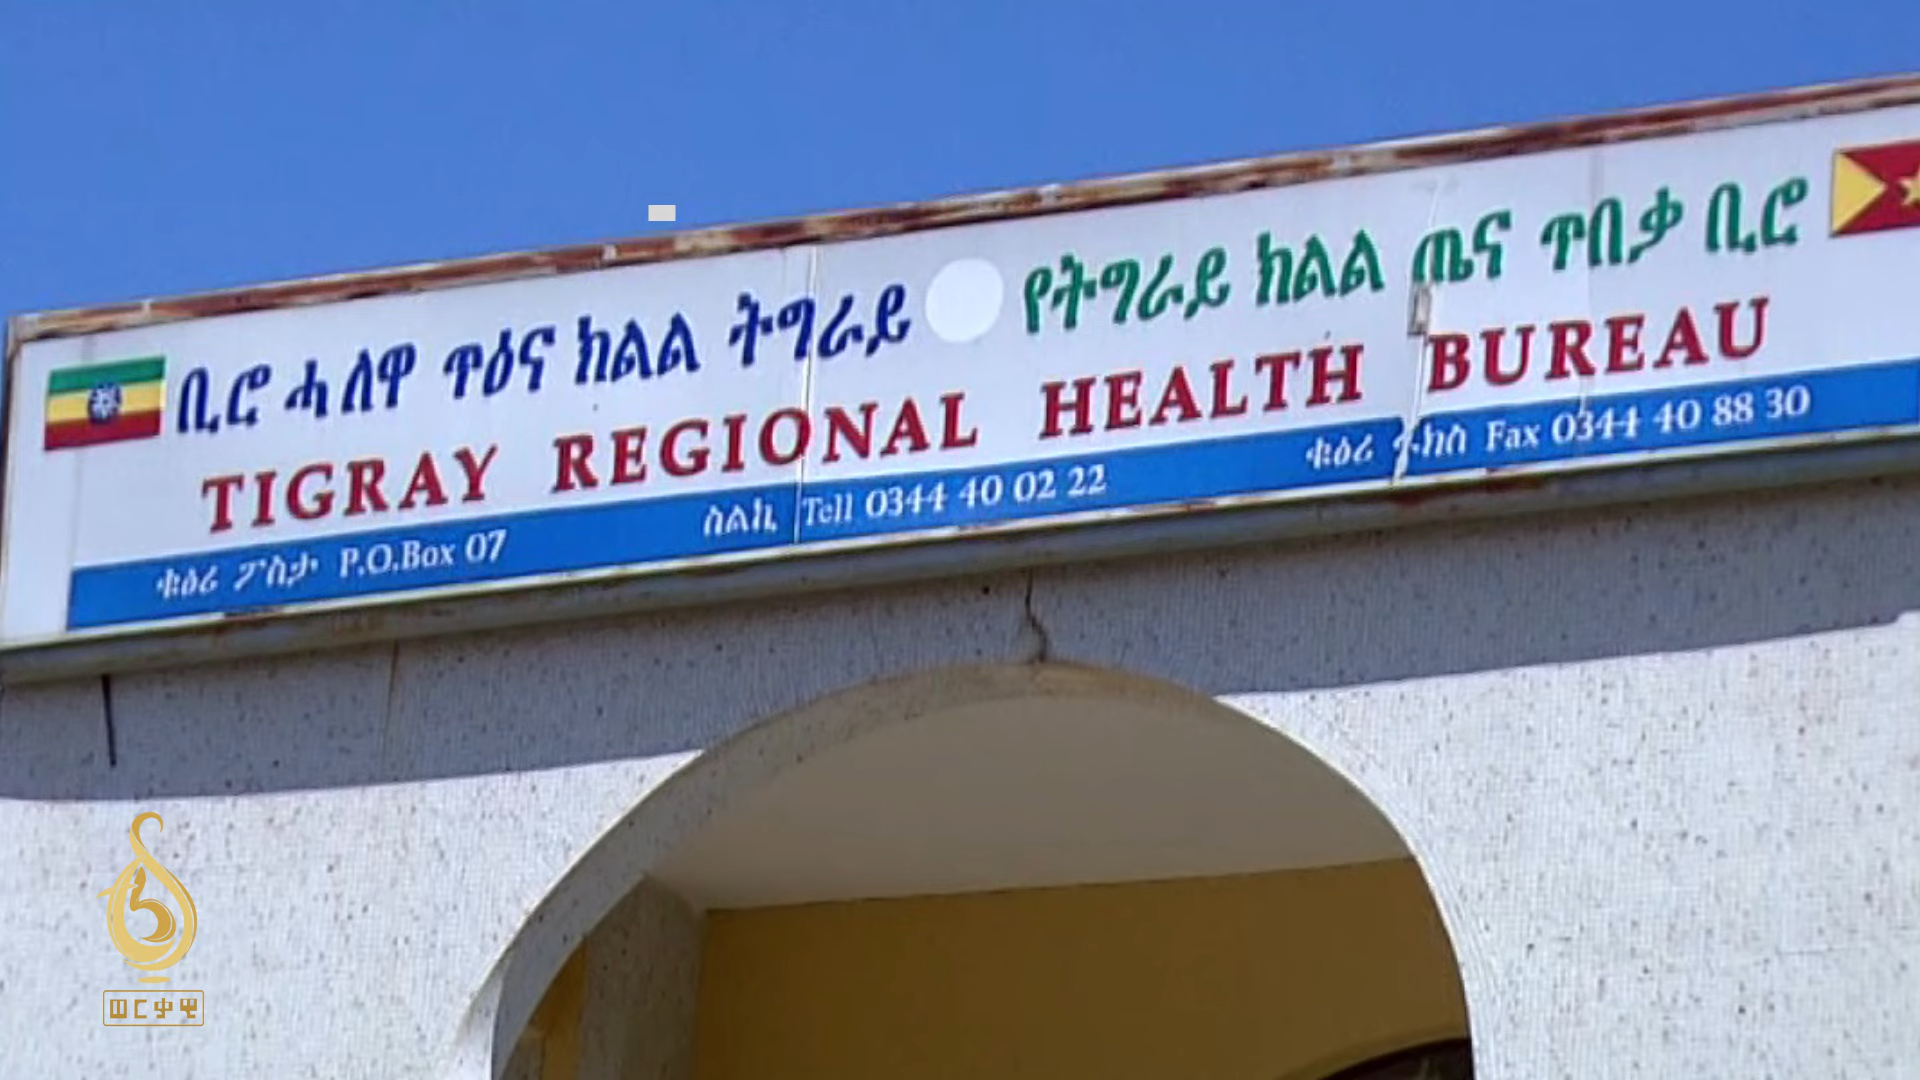 ቢሮ ሓለዋ ጥዕና ክልል ትግራይ
የትግራይ ክልል ጤና ጥበቃ ቢሮ
TIGRAY REGIONAL HEALTH BUREAU
ቁፅሪ ፖስታ P.O.Box 07
ስልኪ Tell 0344 40 02 22
ቁፅሪ ፋክስ Fax 0344 40 88 30
ወርቃዊ